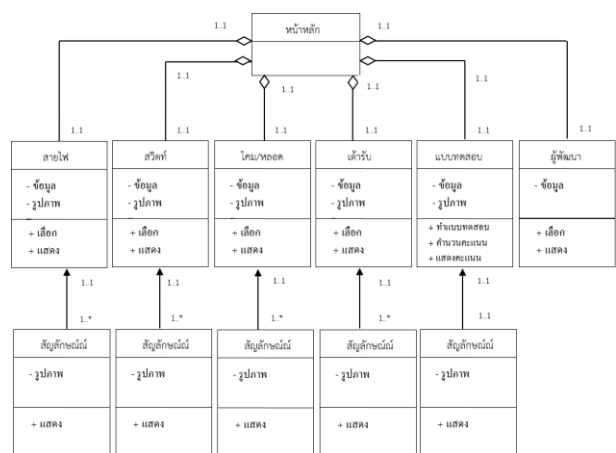 หน้าหลัก
1..1 1..1
1..1 1..1 1..1 1..1
1..1 1..1 1..1 1..1 1..1 1..1
สายไฟ สวิตท์ โคม/หลอด เต้ารับ แบบทดสอบ ผู้พัฒนา
- ข้อมูล - ข้อมูล - ข้อมูล - ข้อมูล - ข้อมูล - ข้อมูล
- รูปภาพ - รูปภาพ - รูปภาพ - รูปภาพ - รูปภาพ
+ เลือก + เลือก + เลือก + เลือก + ทำแบบทดสอบ + เลือก
+ แสดง + แสดง + แสดง + แสดง + คำนวนคะแนน + แสดง
+ แสดงคะแนน
1..1 1..1 1..1 1..1 1..1
1..* 1..* 1..* 1..* 1..1
สัญลักษณ์ณ์ สัญลักษณ์ณ์ สัญลักษณ์ณ์ สัญลักษณ์ณ์ สัญลักษณ์ณ์
- รูปภาพ - รูปภาพ - รูปภาพ - รูปภาพ - รูปภาพ
+ แสดง + แสดง + แสดง + แสดง + แสดง